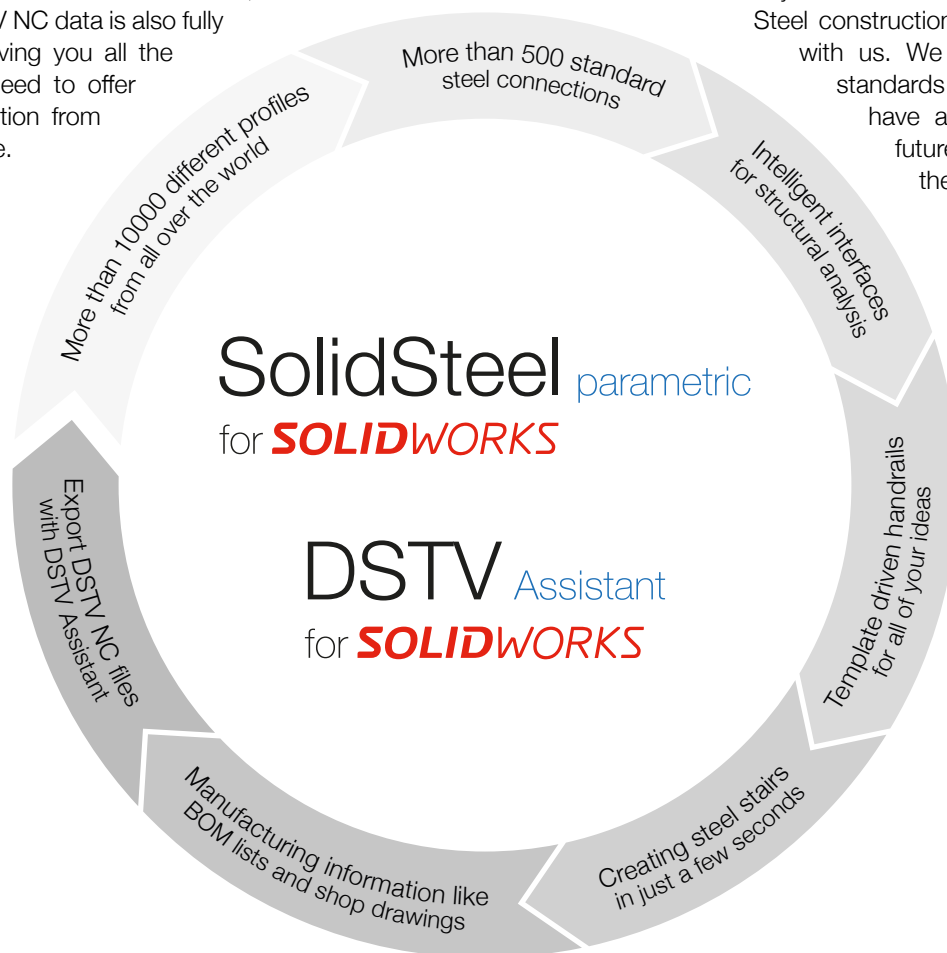 V NC data is also fully
ving you all the
eed to offer
tion from
e.
Steel construction
with us. We
standards
have a
future
the
More than 10000 different profiles
from all over the world
More than 500 standard
steel connections
Intelligent interfaces
for structural analysis
Template driven handrails
for all of your ideas
Creating steel stairs
in just a few seconds
Manufacturing information like
BOM lists and shop drawings
Export DSTV NC files
with DSTV Assistant
SolidSteel parametric
for SOLIDWORKS
DSTV Assistant
for SOLIDWORKS